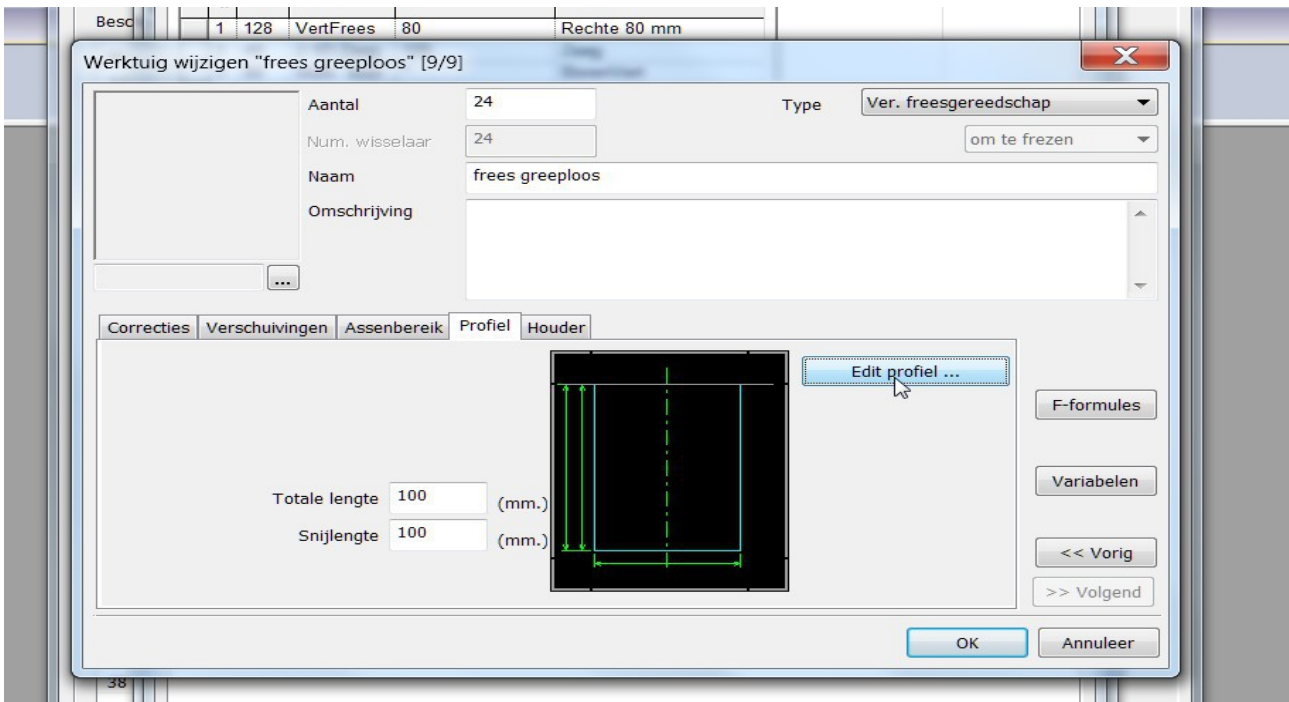 Besc
1 128 VertFrees 80 Rechte 80 mm
Werktuig wijzigen "frees greeploos" [9/9]
X
Aantal 24 Type Ver. freesgereedschap
Num. wisselaar 24 om te frezen
Naam frees greeploos
Omschrijving
...
Correcties Verschuivingen Assenbereik Profiel Houder
Edit profiel ...
F-formules
Totale lengte 100 (mm.)
Variabelen
Snijlengte 100 (mm.)
<< Vorig
>> Volgend
OK Annuleer
38